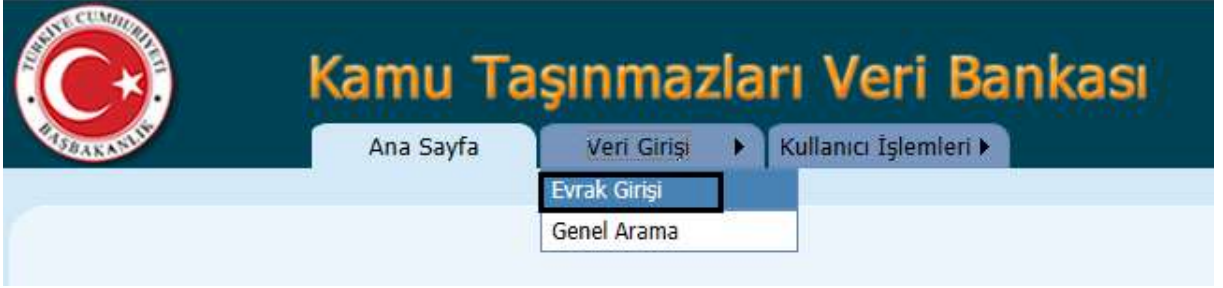 TÜRKİYE CUMHURİYETİ
BAŞBAKANLIK
Kamu Taşınmazları Veri Bankası
Ana Sayfa Veri Girişi Kullanıcı İşlemleri
Evrak Girişi
Genel Arama